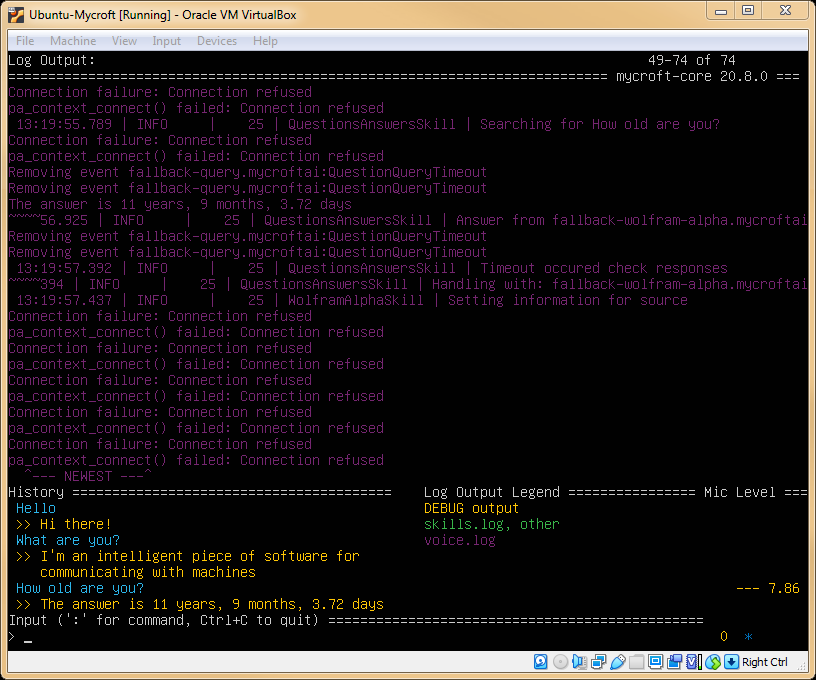 Ubuntu-Mycroft [Running] - Oracle VM VirtualBox
File Machine View Input Devices Help
Log Output: 49-74 of 74
=========================================================================== mycroft-core 20.8.0 ===
Connection failure: Connection refused
pa_context_connect() failed: Connection refused
13:19:55.789 | INFO | 25 | QuestionsAnswersSkill | Searching for How old are you?
Connection failure: Connection refused
pa_context_connect() failed: Connection refused
Removing event fallback-query.mycroftai:QuestionQueryTimeout
Removing event fallback-query.mycroftai:QuestionQueryTimeout
The answer is 11 years, 9 months, 3.72 days
~~~~56.925 | INFO | 25 | QuestionsAnswersSkill | Answer from fallback-wolfram-alpha.mycroftai
Removing event fallback-query.mycroftai:QuestionQueryTimeout
Removing event fallback-query.mycroftai:QuestionQueryTimeout
13:19:57.392 | INFO | 25 | QuestionsAnswersSkill | Timeout occured check responses
~~~~394 | INFO | 25 | QuestionsAnswersSkill | Handling with: fallback-wolfram-alpha.mycroftai
13:19:57.437 | INFO | 25 | WolframAlphaSkill | Setting information for source
Connection failure: Connection refused
pa_context_connect() failed: Connection refused
Connection failure: Connection refused
pa_context_connect() failed: Connection refused
Connection failure: Connection refused
pa_context_connect() failed: Connection refused
Connection failure: Connection refused
pa_context_connect() failed: Connection refused
Connection failure: Connection refused
pa_context_connect() failed: Connection refused
^--- NEWEST ---^
History ======================================== Log Output Legend ================ Mic Level ===
Hello DEBUG output
>> Hi there! skills.log, other
What are you? voice.log
>> I'm an intelligent piece of software for
communicating with machines
How old are you? --- 7.86
>> The answer is 11 years, 9 months, 3.72 days
Input (':' for command, Ctrl+C to quit) ===============================================
> _ 0 *
Right Ctrl